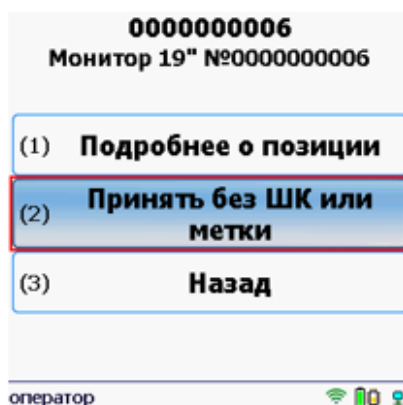 0000000006
Монитор 19" №0000000006
(1) Подробнее о позиции
(2) Принять без ШК или
метки
(3) Назад
оператор